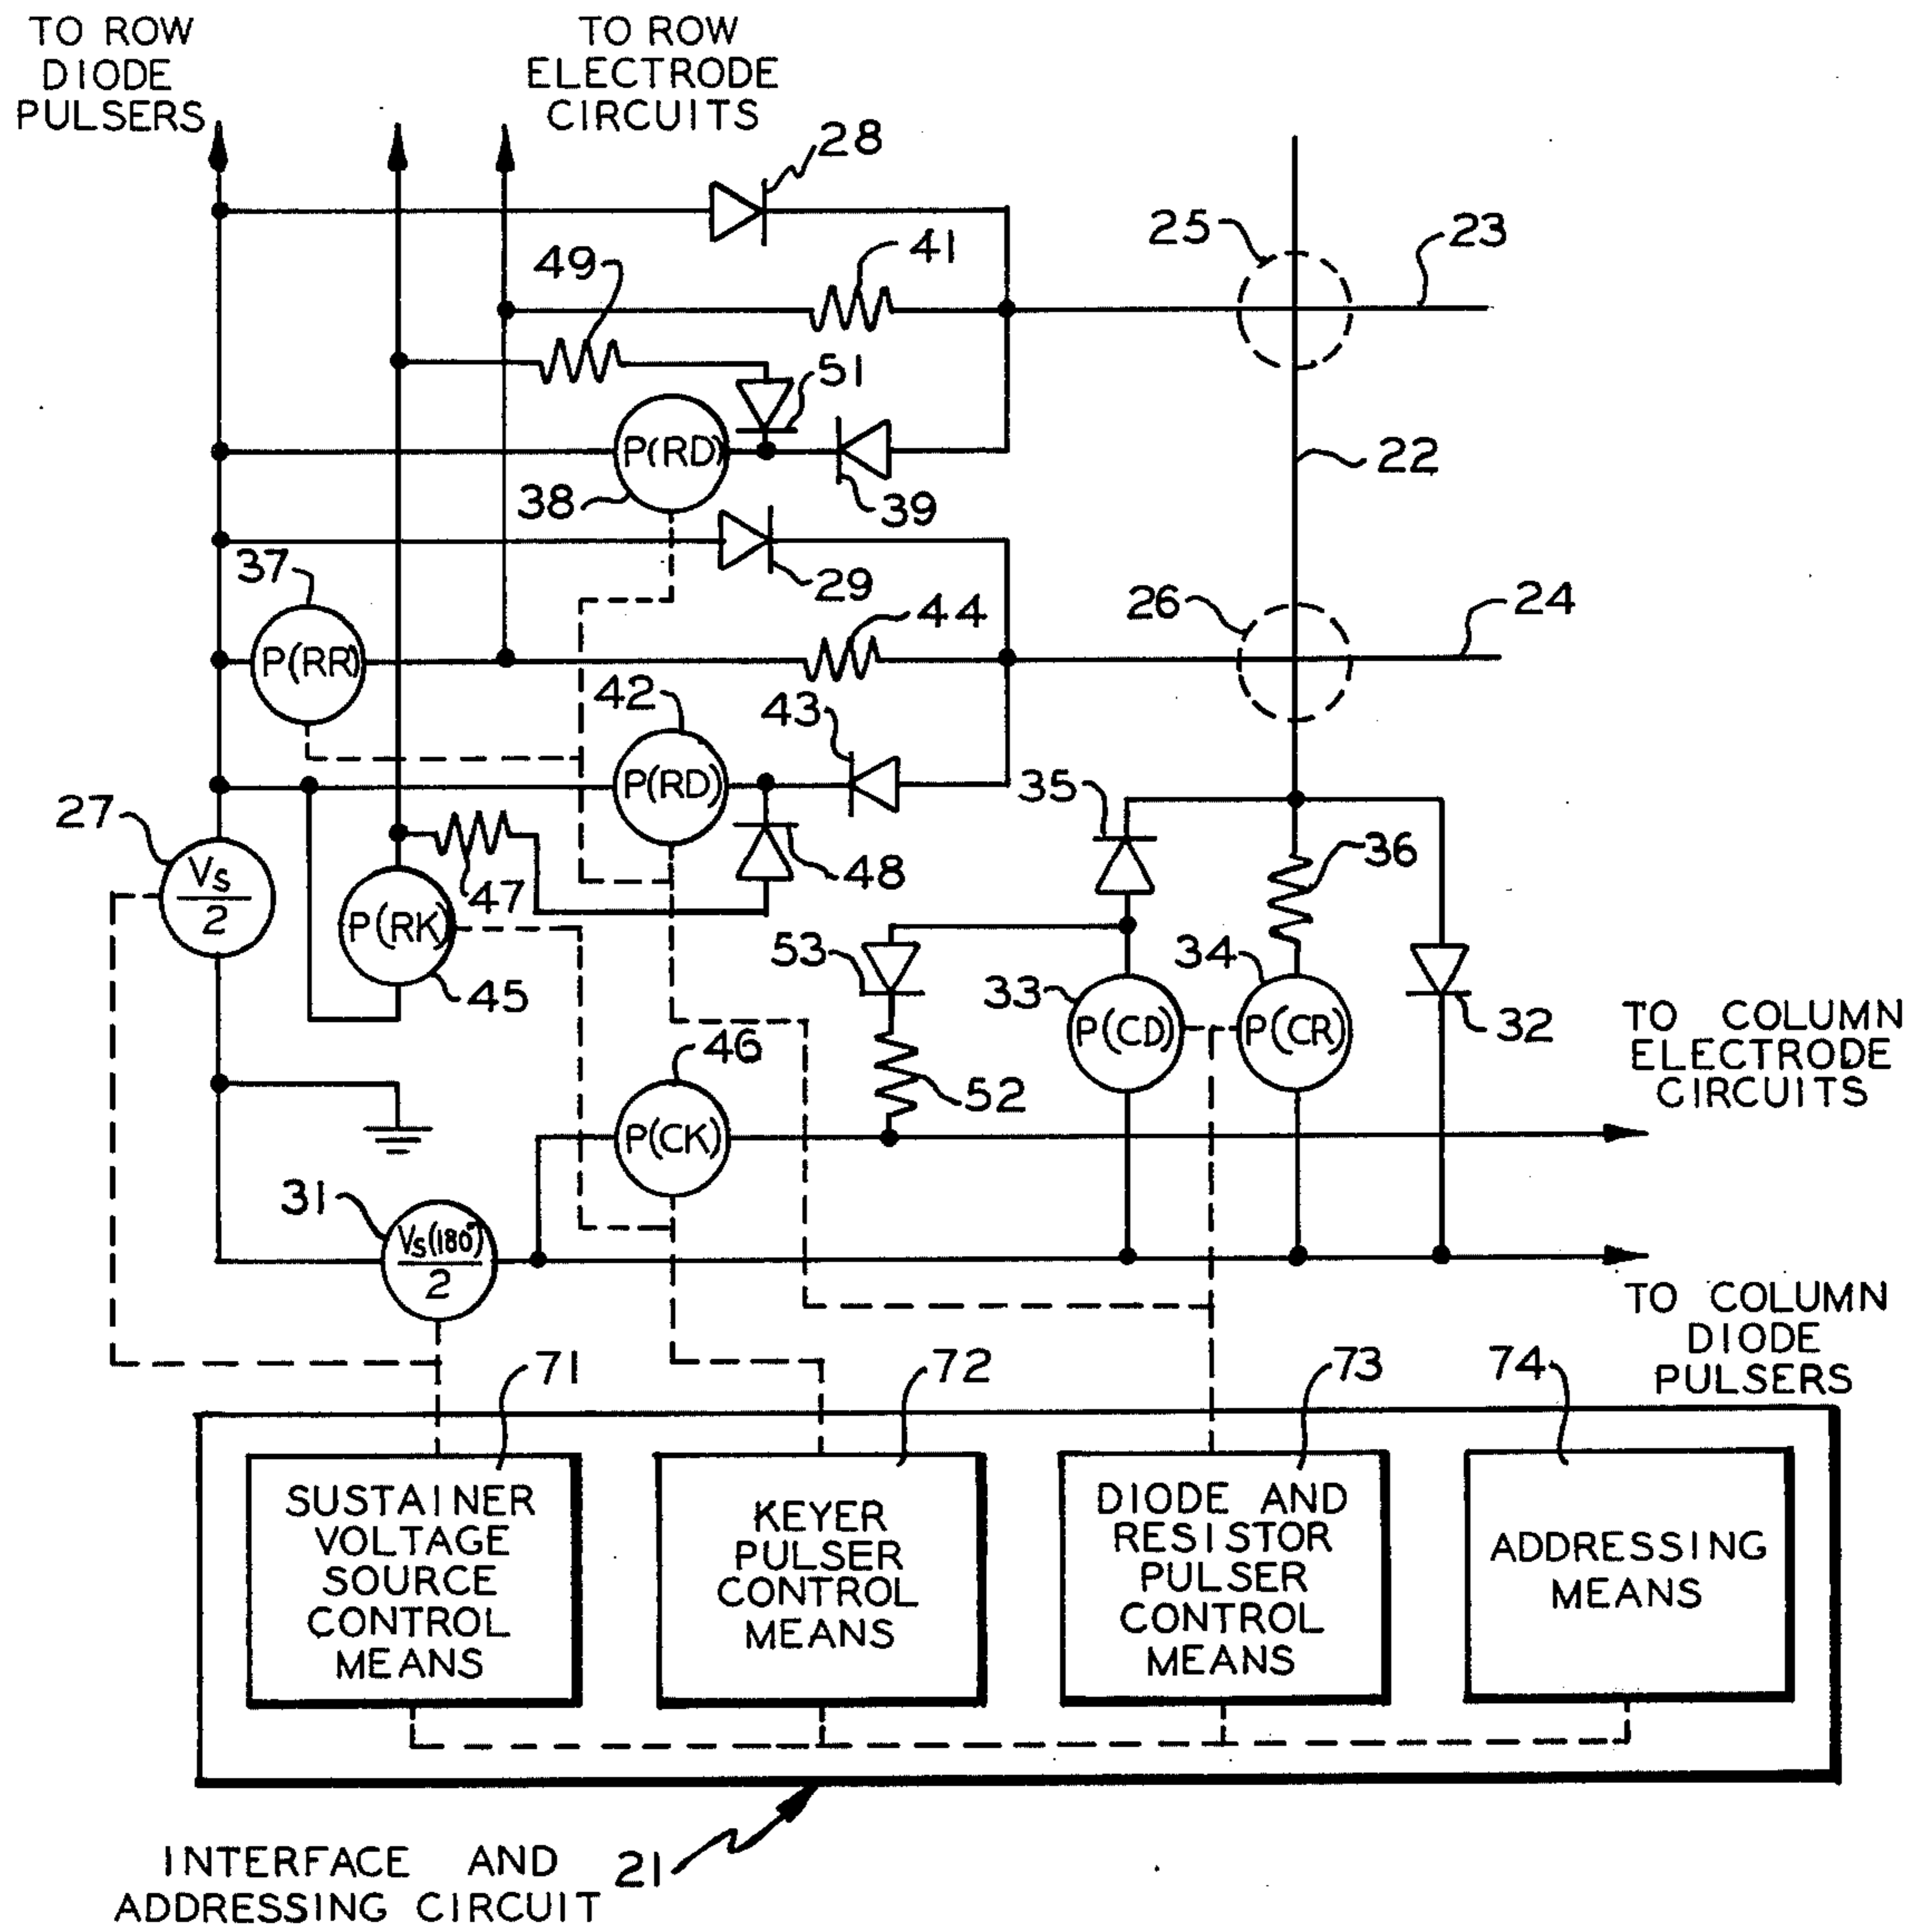 TO ROW
DIODE
PULSERS
TO ROW
ELECTRODE
CIRCUITS
28
25
23
41
49
51
P(RD)
38
39
22
37
29
26
24
44
P(RR)
42
43
P(RD)
35
27
36
Vs
2
47
48
P(RK)
53
34
45
33
P(CD)
P(CR)
32
TO COLUMN
ELECTRODE
CIRCUITS
46
52
P(CK)
31
Vs(180°)
2
TO COLUMN
DIODE
PULSERS
71
72
73
74
SUSTAINER
VOLTAGE
SOURCE
CONTROL
MEANS
KEYER
PULSER
CONTROL
MEANS
DIODE AND
RESISTOR
PULSER
CONTROL
MEANS
ADDRESSING
MEANS
INTERFACE AND
ADDRESSING CIRCUIT
21